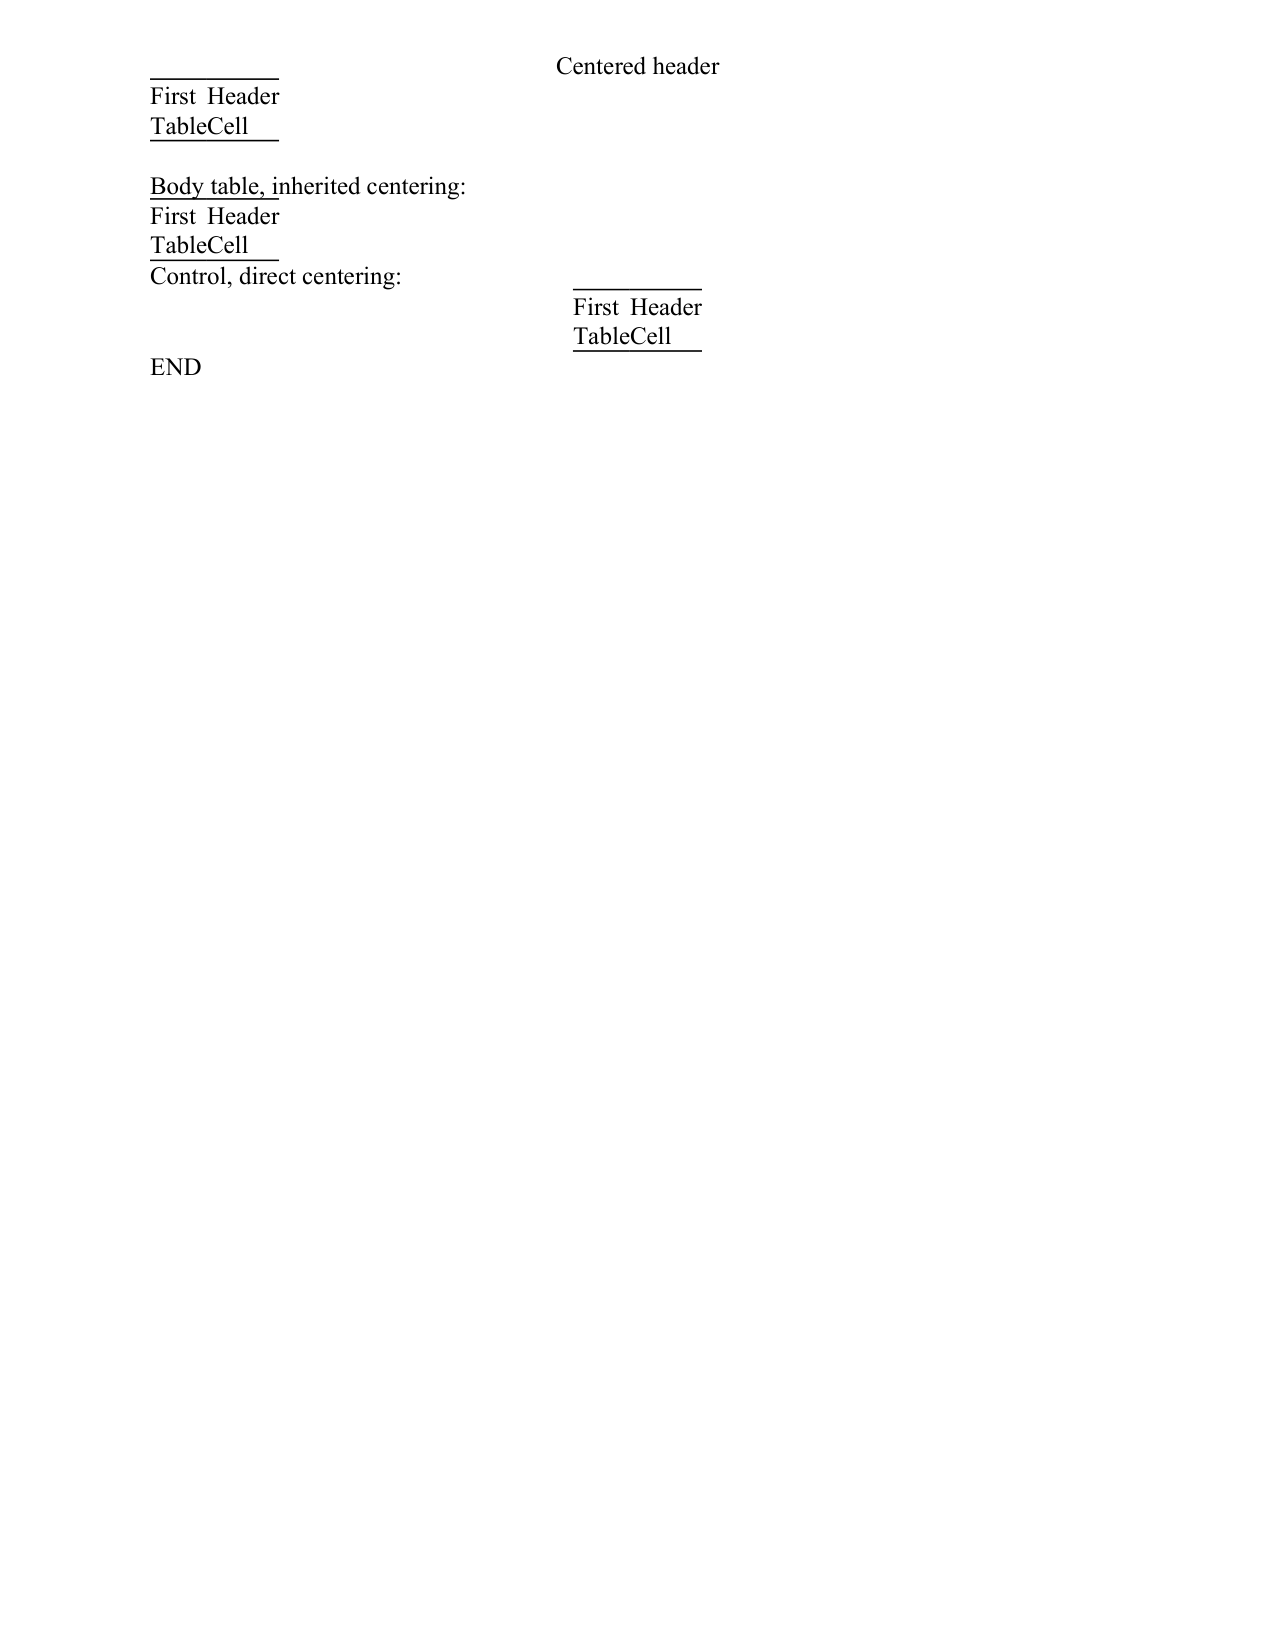 Centered header
First Header
TableCell
Body table, inherited centering:
First Header
TableCell
Control, direct centering:
First Header
TableCell
END